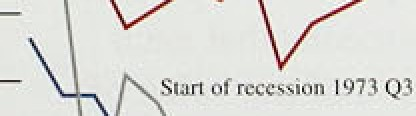 Start of recession 1973 Q3